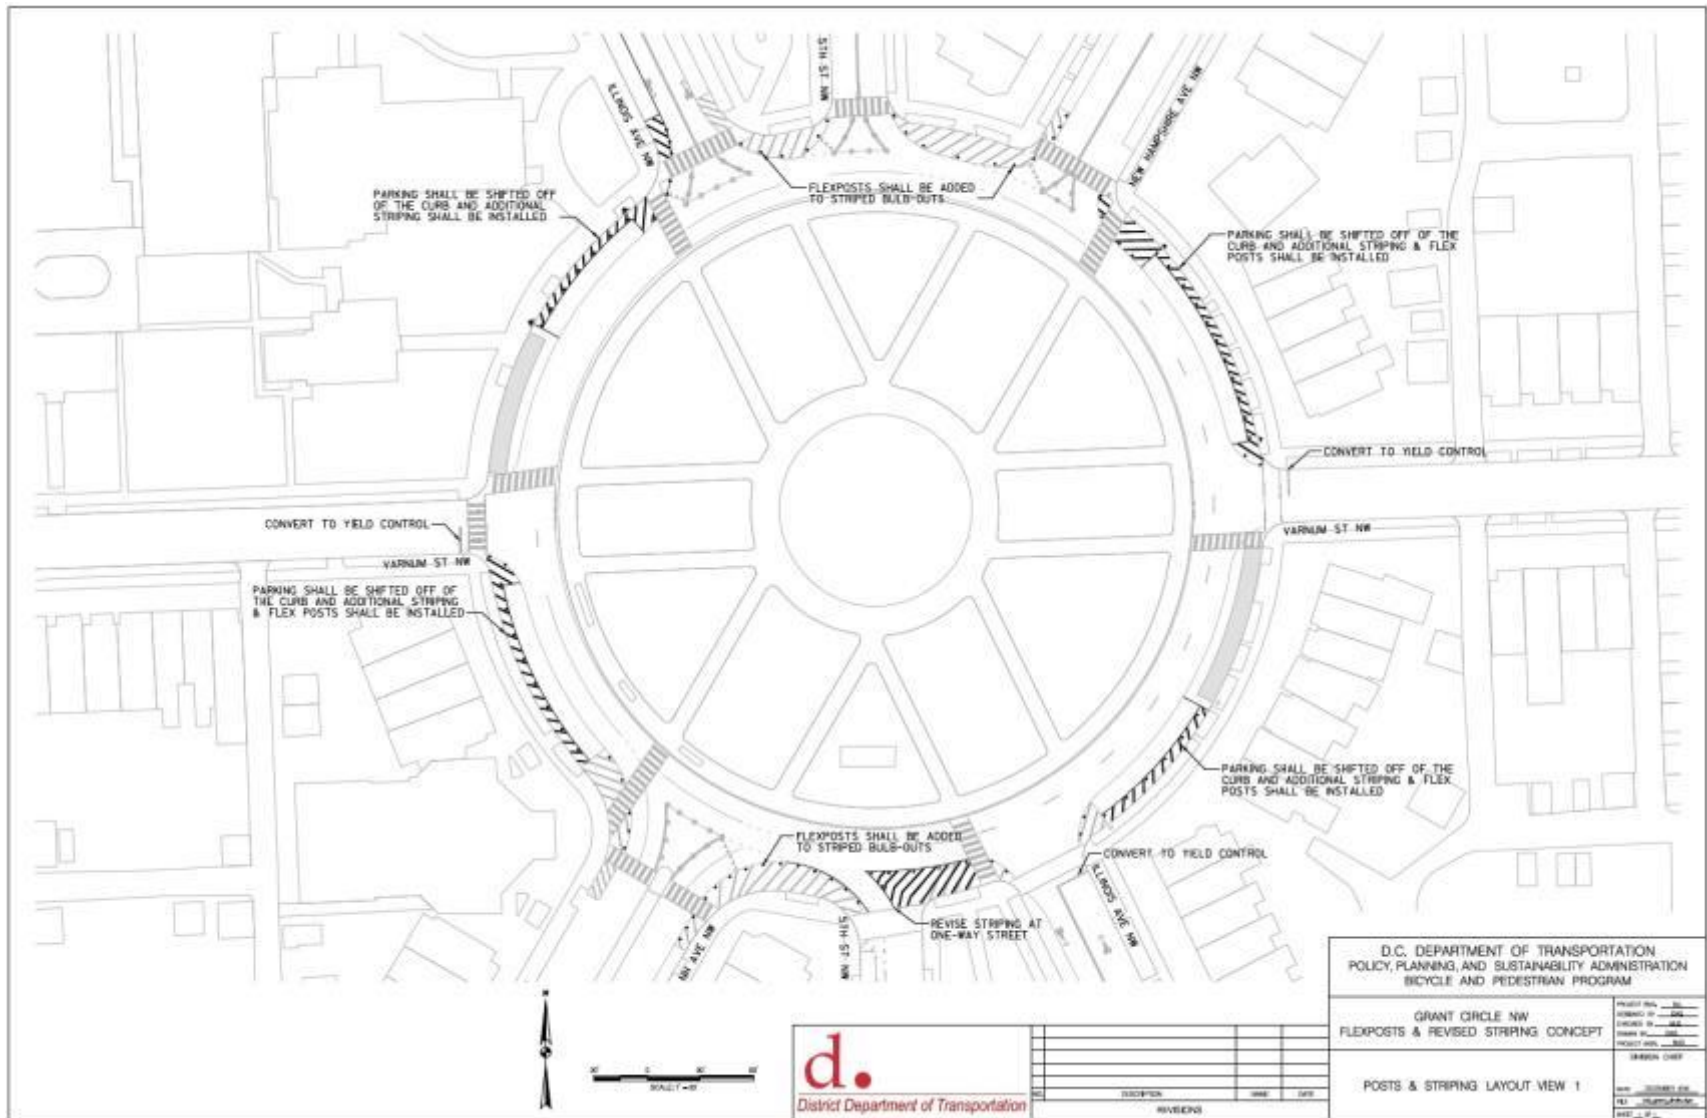 ILLINOIS AVE NW
5TH ST NW
NEW HAMPSHIRE AVE NW
PARKING SHALL BE SHIFTED OFF
OF THE CURB AND ADDITIONAL
STRIPING SHALL BE INSTALLED
FLEXPOSTS SHALL BE ADDED
TO STRIPED BULB-OUTS
PARKING SHALL BE SHIFTED OFF OF THE
CURB AND ADDITIONAL STRIPING & FLEX
POSTS SHALL BE INSTALLED
CONVERT TO YIELD CONTROL
CONVERT TO YIELD CONTROL
VARNUM ST NW
VARNUM ST NW
PARKING SHALL BE SHIFTED OFF OF
THE CURB AND ADDITIONAL STRIPING
& FLEX POSTS SHALL BE INSTALLED
PARKING SHALL BE SHIFTED OFF OF THE
CURB AND ADDITIONAL STRIPING & FLEX
POSTS SHALL BE INSTALLED
FLEXPOSTS SHALL BE ADDED
TO STRIPED BULB-OUTS
CONVERT TO YIELD CONTROL
ILLINOIS AVE NW
REVISE STRIPING AT
ONE-WAY STREET
5TH ST NW
NH AVE NW
D.C. DEPARTMENT OF TRANSPORTATION
POLICY, PLANNING, AND SUSTAINABILITY ADMINISTRATION
BICYCLE AND PEDESTRIAN PROGRAM
GRANT CIRCLE NW
FLEXPOSTS & REVISED STRIPING CONCEPT
POSTS & STRIPING LAYOUT VIEW 1
d.
District Department of Transportation
NO.
DESCRIPTION
NAME
DATE
REVISIONS
DIVISION CHIEF